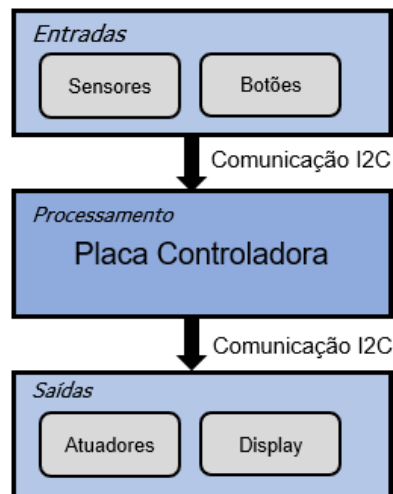 Entradas
Sensores Botões
Comunicação I2C
Processamento
Placa Controladora
Comunicação I2C
Saídas
Atuadores Display